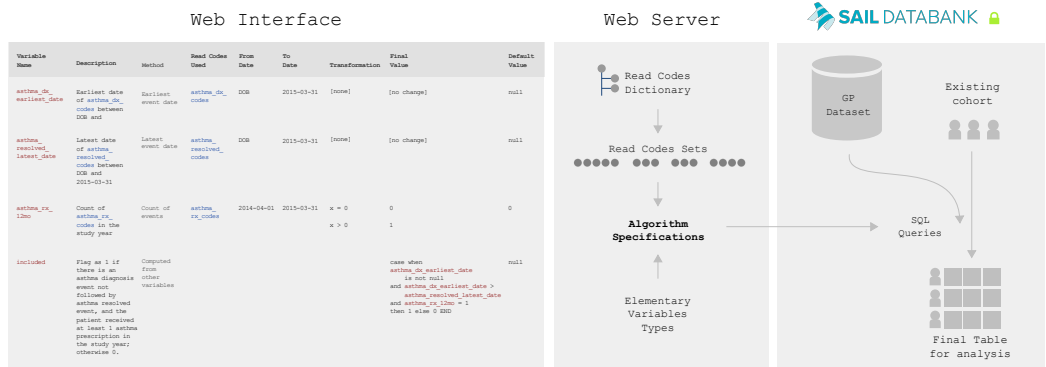 Web Interface
Web Server
SAIL DATABANK
Variable Name
Description
Method
Read Codes Used
From Date
To Date
Transformation
Final Value
Default Value
asthma_dx_
earliest_date
Earliest date
of asthma_dx_
codes between
DOB and
Earliest
event date
asthma_dx_
codes
DOB
2015-03-31
[none]
[no change]
null
asthma_
resolved_
latest_date
Latest date
of asthma_
resolved_
codes between
DOB and
2015-03-31
Latest
event date
asthma_
resolved_
codes
DOB
2015-03-31
[none]
[no change]
null
asthma_rx_
12mo
Count of
asthma_rx_
codes in the
study year
Count of
events
asthma_
rx_codes
2014-04-01
2015-03-31
x = 0
x > 0
0
1
0
included
Flag as 1 if
there is an
asthma diagnosis
event not
followed by
asthma resolved
event, and the
patient received
at least 1 asthma
prescription in
the study year;
otherwise 0.
Computed
from
other
variables
case when
asthma_dx_earliest_date
is not null
and asthma_dx_earliest_date >
asthma_resolved_latest_date
and asthma_rx_12mo = 1
then 1 else 0 END
null
Read Codes
Dictionary
Read Codes Sets
Algorithm
Specifications
Elementary
Variables
Types
GP
Dataset
Existing
cohort
SQL
Queries
Final Table
for analysis